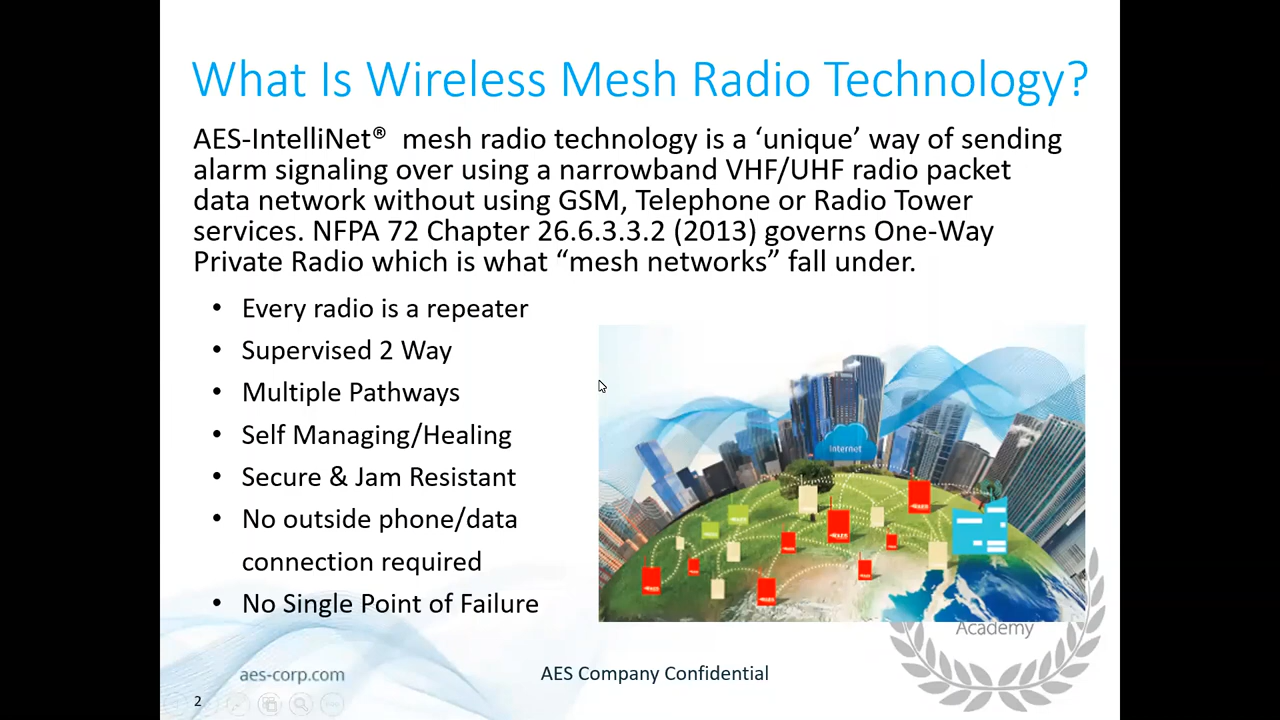 What Is Wireless Mesh Radio Technology?
AES-IntelliNet® mesh radio technology is a ‘unique’ way of sending
alarm signaling over using a narrowband VHF/UHF radio packet
data network without using GSM, Telephone or Radio Tower
services. NFPA 72 Chapter 26.6.3.3.2 (2013) governs One-Way
Private Radio which is what “mesh networks” fall under.
• Every radio is a repeater
• Supervised 2 Way
• Multiple Pathways
• Self Managing/Healing
• Secure & Jam Resistant
• No outside phone/data
connection required
• No Single Point of Failure
Internet
Academy
aes-corp.com
AES Company Confidential
2